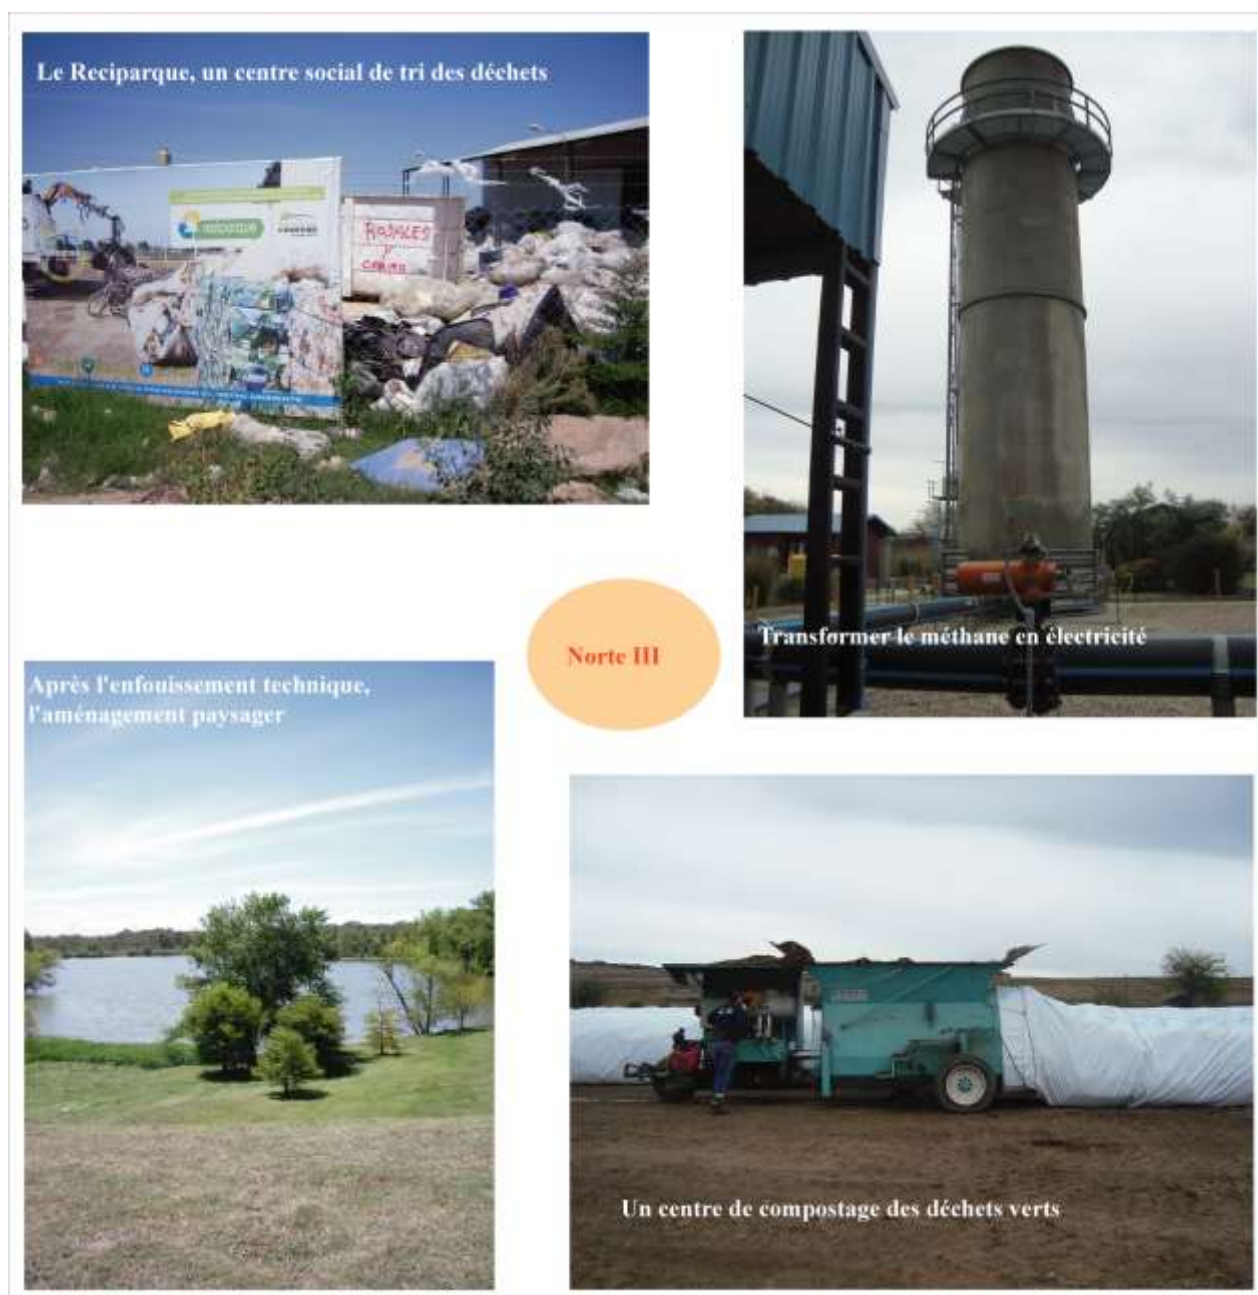 Le Reciparque, un centre social de tri des déchets
RODALES
Y
Transformer le méthane en électricité
Norte III
Après l'enfouissement technique,
l'aménagement paysager
Un centre de compostage des déchets verts